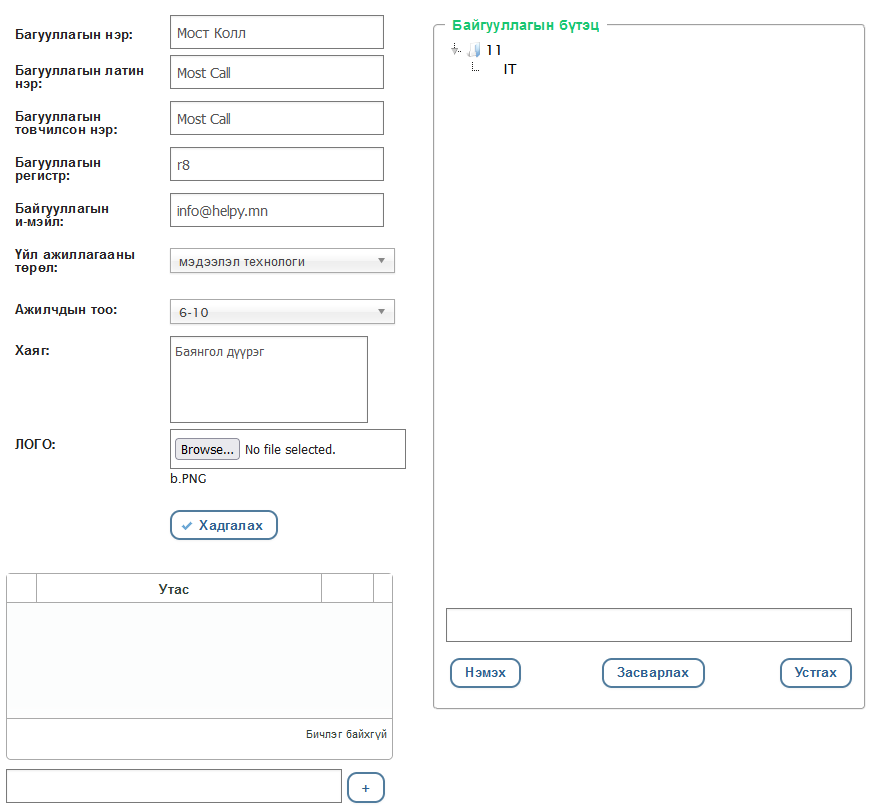 Багууллагын нэр:
Мост Колл
Багууллагын латин
нэр:
Most Call
Багууллагын
товчилсон нэр:
Most Call
Багууллагын
регистр:
r8
Байгууллагын
и-мэйл:
info@helpy.mn
Үйл ажиллагааны
төрөл:
мэдээлэл технологи
Ажилчдын тоо:
6-10
Хаяг:
Баянгол дүүрэг
ЛОГО:
Browse... No file selected.
b.PNG
Хадгалах
Утас
Бичлэг байхгүй
+
Байгууллагын бүтэц
11
IT
Нэмэх
Засварлах
Устгах